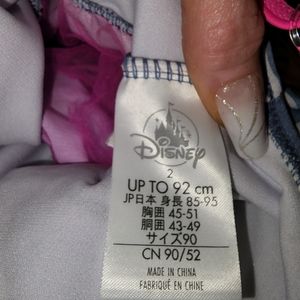 Disney
2
UP TO 92 cm
JP日本 身長 85-95
胸囲 45-51
胴囲 43-49
サイズ90
CN 90/52
MADE IN CHINA
FABRIQUÉ EN CHINE